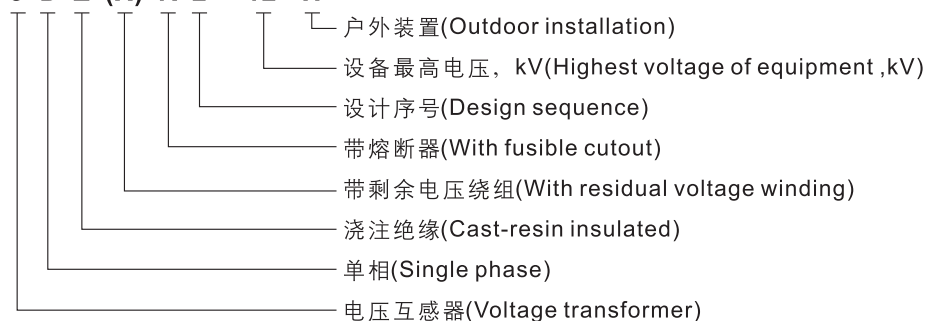 户外装置(Outdoor installation)
设备最高电压，kV(Highest voltage of equipment ,kV)
设计序号(Design sequence)
带熔断器(With fusible cutout)
带剩余电压绕组(With residual voltage winding)
浇注绝缘(Cast-resin insulated)
单相(Single phase)
电压互感器(Voltage transformer)